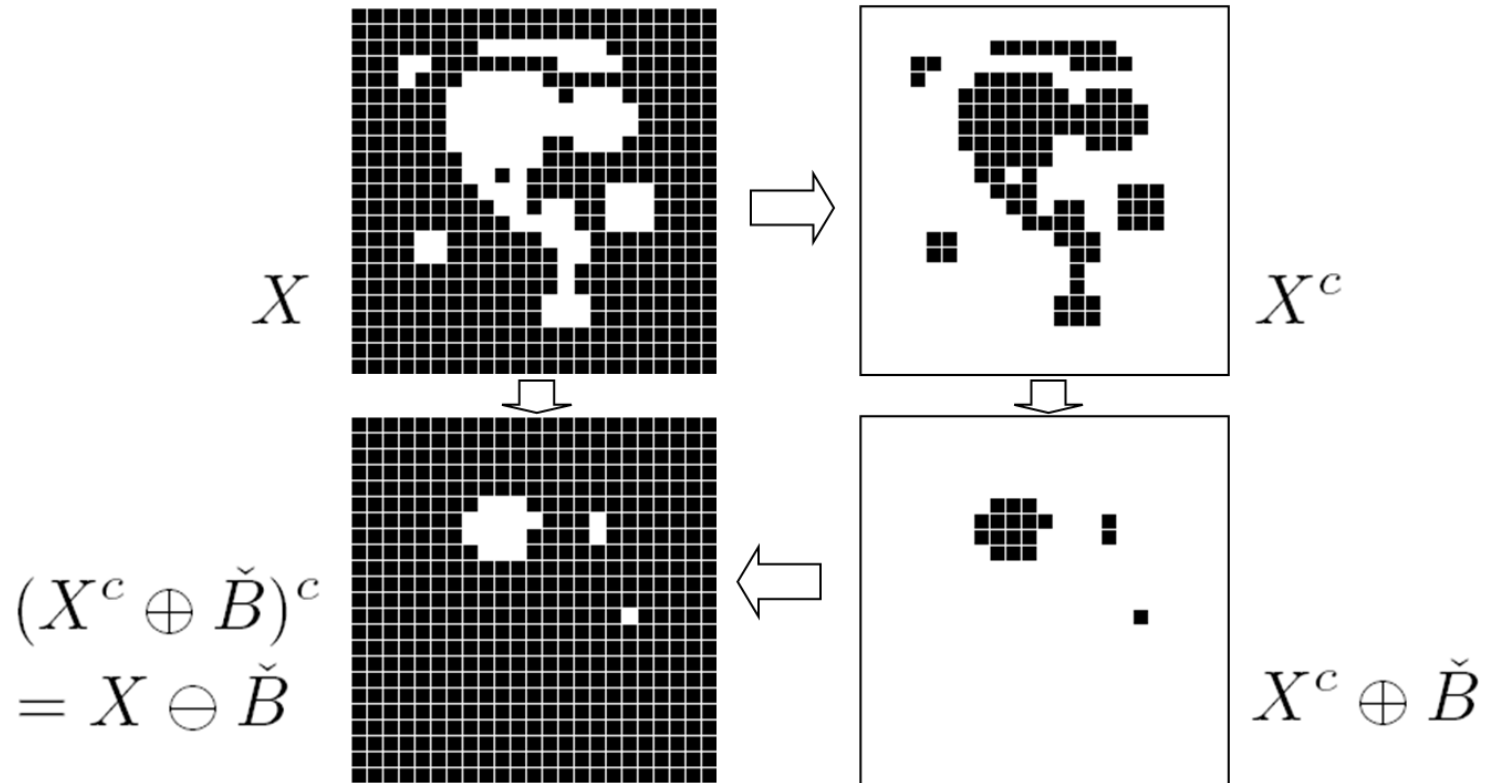 X
X^c
(X^c ⊕ B̌)^c
= X ⊖ B̌
X^c ⊕ B̌